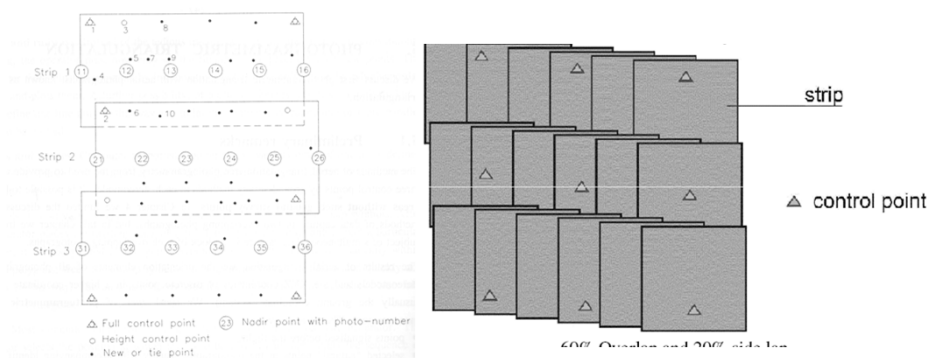 1
3
8
5
7
9
4
Strip 1
11
12
13
14
15
16
2
6
10
Strip 2
21
22
23
24
25
26
Strip 3
31
32
33
34
35
36
Full control point
23 Nadir point with photo-number
Height control point
New or tie point
strip
control point
60% Overlap and 20% side lap